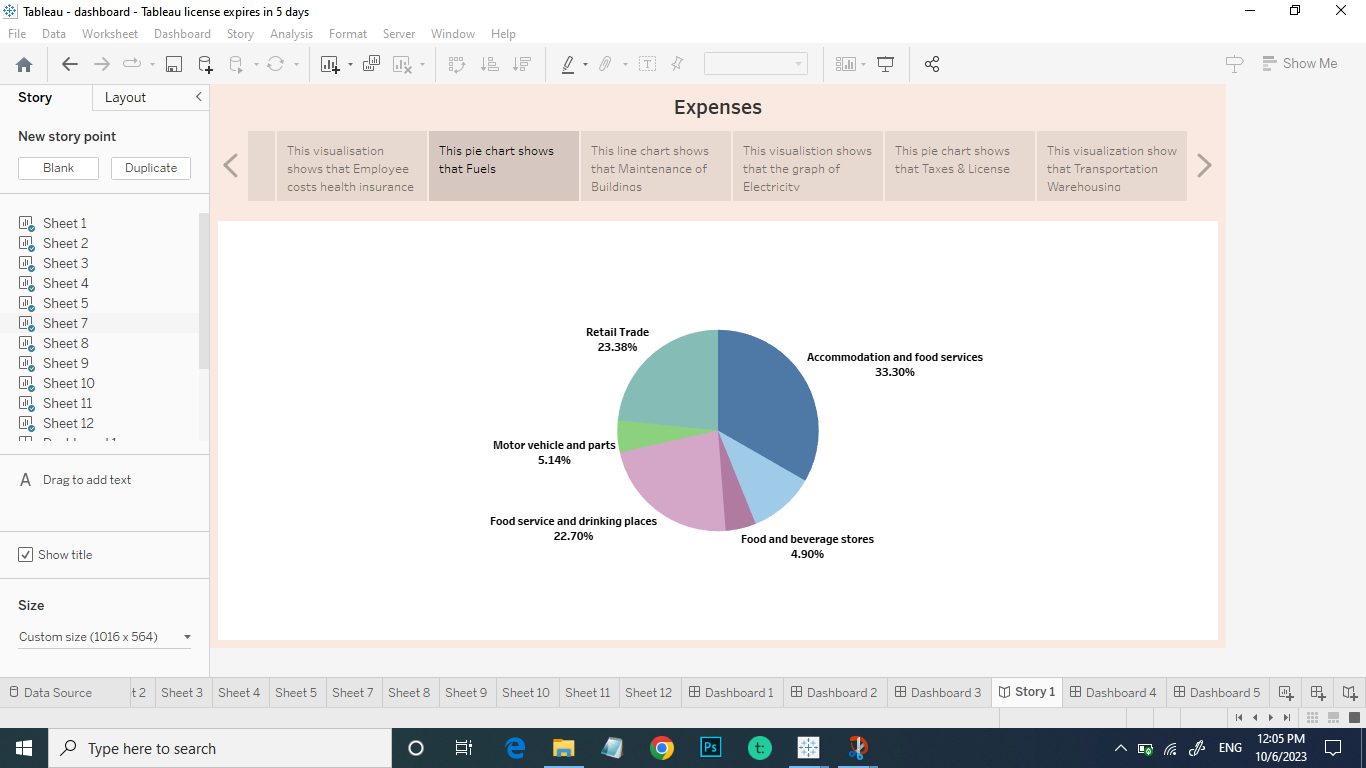 Tableau - dashboard - Tableau license expires in 5 days
File Data Worksheet Dashboard Story Analysis Format Server Window Help
Show Me
Story Layout
New story point
Blank Duplicate
Sheet 1
Sheet 2
Sheet 3
Sheet 4
Sheet 5
Sheet 7
Sheet 8
Sheet 9
Sheet 10
Sheet 11
Sheet 12
Dashboard 1
A Drag to add text
Show title
Size
Custom size (1016 x 564)
Expenses
This visualisation
shows that Employee
costs health insurance
This pie chart shows
that Fuels
This line chart shows
that Maintenance of
Buildings
This visualistion shows
that the graph of
Electricity
This pie chart shows
that Taxes & License
This visualization show
that Transportation
Warehousing
Retail Trade
23.38%
Accommodation and food services
33.30%
Motor vehicle and parts
5.14%
Food service and drinking places
22.70%
Food and beverage stores
4.90%
Data Source t 2 Sheet 3 Sheet 4 Sheet 5 Sheet 7 Sheet 8 Sheet 9 Sheet 10 Sheet 11 Sheet 12 Dashboard 1 Dashboard 2 Dashboard 3 Story 1 Dashboard 4 Dashboard 5
Type here to search
Ps
t:
ENG
12:05 PM
10/6/2023